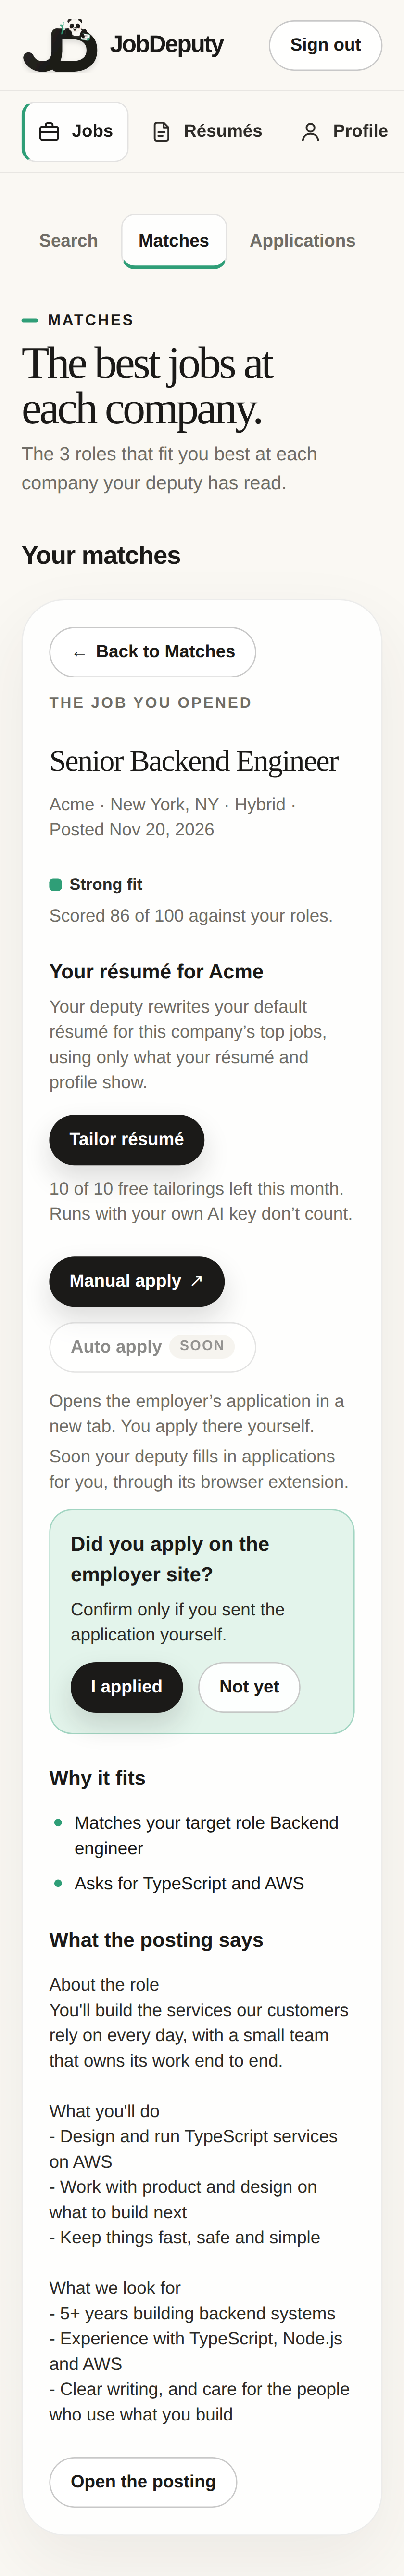 JobDeputy
Sign out
Jobs
Résumés
Profile
Search
Matches
Applications
MATCHES
The best jobs at
each company.
The 3 roles that fit you best at each
company your deputy has read.
Your matches
← Back to Matches
THE JOB YOU OPENED
Senior Backend Engineer
Acme · New York, NY · Hybrid ·
Posted Nov 20, 2026
Strong fit
Scored 86 of 100 against your roles.
Your résumé for Acme
Your deputy rewrites your default
résumé for this company’s top jobs,
using only what your résumé and
profile show.
Tailor résumé
10 of 10 free tailorings left this month.
Runs with your own AI key don’t count.
Manual apply ↗
Auto apply SOON
Opens the employer’s application in a
new tab. You apply there yourself.
Soon your deputy fills in applications
for you, through its browser extension.
Did you apply on the
employer site?
Confirm only if you sent the
application yourself.
I applied
Not yet
Why it fits
Matches your target role Backend
engineer
Asks for TypeScript and AWS
What the posting says
About the role
You'll build the services our customers
rely on every day, with a small team
that owns its work end to end.
What you'll do
- Design and run TypeScript services
on AWS
- Work with product and design on
what to build next
- Keep things fast, safe and simple
What we look for
- 5+ years building backend systems
- Experience with TypeScript, Node.js
and AWS
- Clear writing, and care for the people
who use what you build
Open the posting